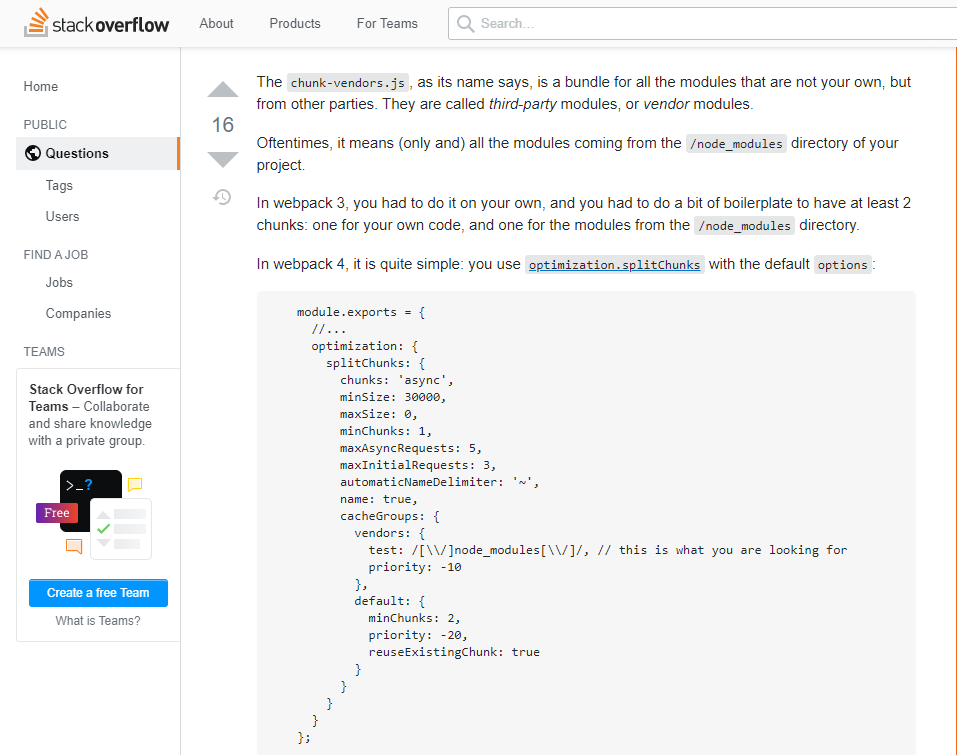 stackoverflow
About
Products
For Teams
Search...
Home
PUBLIC
Questions
Tags
Users
FIND A JOB
Jobs
Companies
TEAMS
Stack Overflow for
Teams – Collaborate
and share knowledge
with a private group.
>_?
Free
Create a free Team
What is Teams?
16
The chunk-vendors.js, as its name says, is a bundle for all the modules that are not your own, but
from other parties. They are called third-party modules, or vendor modules.
Oftentimes, it means (only and) all the modules coming from the /node_modules directory of your
project.
In webpack 3, you had to do it on your own, and you had to do a bit of boilerplate to have at least 2
chunks: one for your own code, and one for the modules from the /node_modules directory.
In webpack 4, it is quite simple: you use optimization.splitChunks with the default options:
module.exports = {
  //...
  optimization: {
    splitChunks: {
      chunks: 'async',
      minSize: 30000,
      maxSize: 0,
      minChunks: 1,
      maxAsyncRequests: 5,
      maxInitialRequests: 3,
      automaticNameDelimiter: '~',
      name: true,
      cacheGroups: {
        vendors: {
          test: /[\\/]node_modules[\\/]/, // this is what you are looking for
          priority: -10
        },
        default: {
          minChunks: 2,
          priority: -20,
          reuseExistingChunk: true
        }
      }
    }
  }
};